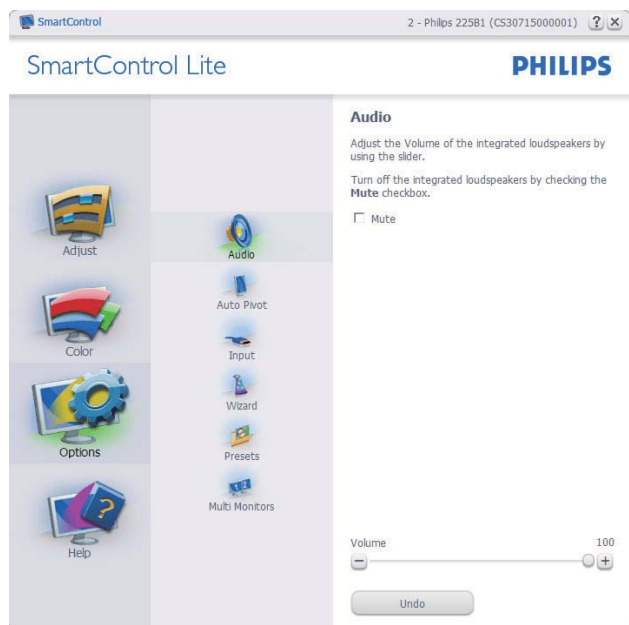 SmartControl
2 - Philips 225B1 (CS30715000001)
?
SmartControl Lite
PHILIPS
Adjust
Color
Options
?
Help
Audio
Auto Pivot
Input
Wizard
Presets
1 2
Multi Monitors
Audio
Adjust the Volume of the integrated loudspeakers by
using the slider.
Turn off the integrated loudspeakers by checking the
Mute checkbox.
Mute
Volume 100
Undo